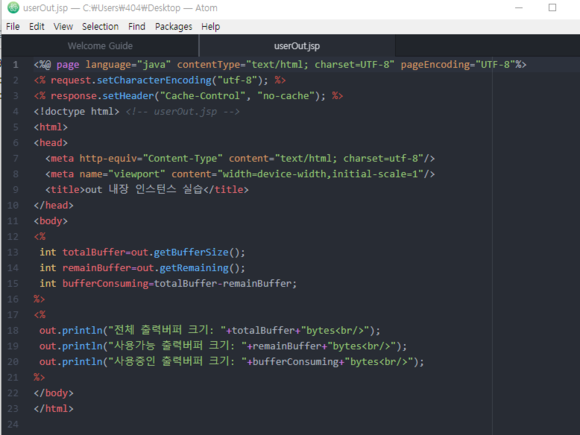 userOut.jsp — C:₩Users₩404₩Desktop — Atom
File Edit View Selection Find Packages Help
Welcome Guide userOut.jsp
1 <%@ page language="java" contentType="text/html; charset=UTF-8" pageEncoding="UTF-8"%>
2 <% request.setCharacterEncoding("utf-8"); %>
3 <% response.setHeader("Cache-Control", "no-cache"); %>
4 <!doctype html> <!-- userOut.jsp -->
5 <html>
6 <head>
7 <meta http-equiv="Content-Type" content="text/html; charset=utf-8"/>
8 <meta name="viewport" content="width=device-width,initial-scale=1"/>
9 <title>out 내장 인스턴스 실습</title>
10 </head>
11 <body>
12 <%
13 int totalBuffer=out.getBufferSize();
14 int remainBuffer=out.getRemaining();
15 int bufferConsuming=totalBuffer-remainBuffer;
16 %>
17 <%
18 out.println("전체 출력버퍼 크기: "+totalBuffer+"bytes<br/>");
19 out.println("사용가능 출력버퍼 크기: "+remainBuffer+"bytes<br/>");
20 out.println("사용중인 출력버퍼 크기: "+bufferConsuming+"bytes<br/>");
21 %>
22 </body>
23 </html>
24